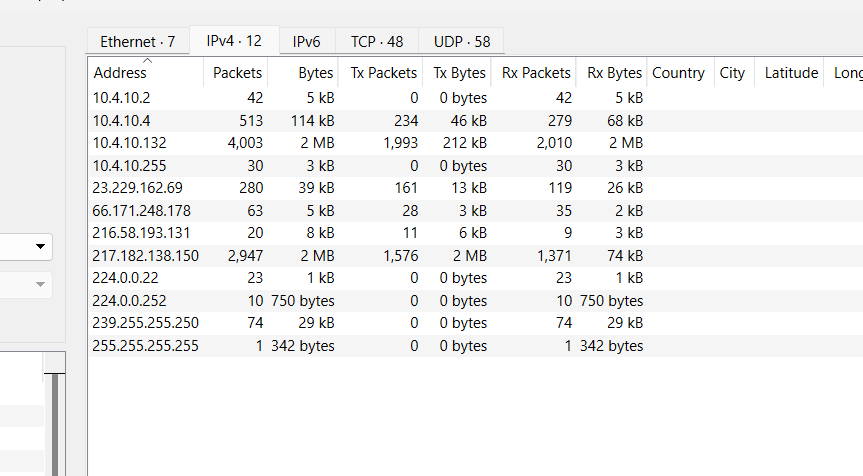 Ethernet · 7 IPv4 · 12 IPv6 TCP · 48 UDP · 58
Address Packets Bytes Tx Packets Tx Bytes Rx Packets Rx Bytes Country City Latitude Long
10.4.10.2 42 5 kB 0 0 bytes 42 5 kB
10.4.10.4 513 114 kB 234 46 kB 279 68 kB
10.4.10.132 4,003 2 MB 1,993 212 kB 2,010 2 MB
10.4.10.255 30 3 kB 0 0 bytes 30 3 kB
23.229.162.69 280 39 kB 161 13 kB 119 26 kB
66.171.248.178 63 5 kB 28 3 kB 35 2 kB
216.58.193.131 20 8 kB 11 6 kB 9 3 kB
217.182.138.150 2,947 2 MB 1,576 2 MB 1,371 74 kB
224.0.0.22 23 1 kB 0 0 bytes 23 1 kB
224.0.0.252 10 750 bytes 0 0 bytes 10 750 bytes
239.255.255.250 74 29 kB 0 0 bytes 74 29 kB
255.255.255.255 1 342 bytes 0 0 bytes 1 342 bytes